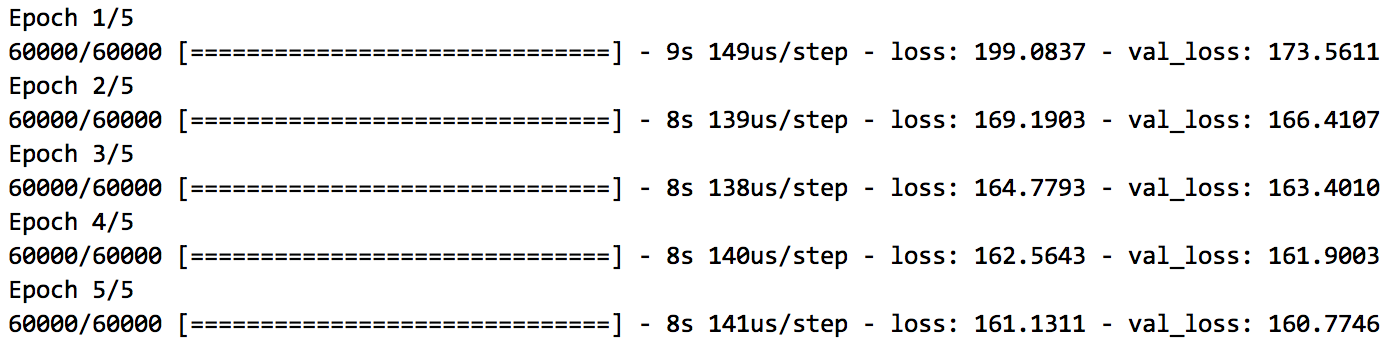 Epoch 1/5
60000/60000 [==============================] - 9s 149us/step - loss: 199.0837 - val_loss: 173.5611
Epoch 2/5
60000/60000 [==============================] - 8s 139us/step - loss: 169.1903 - val_loss: 166.4107
Epoch 3/5
60000/60000 [==============================] - 8s 138us/step - loss: 164.7793 - val_loss: 163.4010
Epoch 4/5
60000/60000 [==============================] - 8s 140us/step - loss: 162.5643 - val_loss: 161.9003
Epoch 5/5
60000/60000 [==============================] - 8s 141us/step - loss: 161.1311 - val_loss: 160.7746